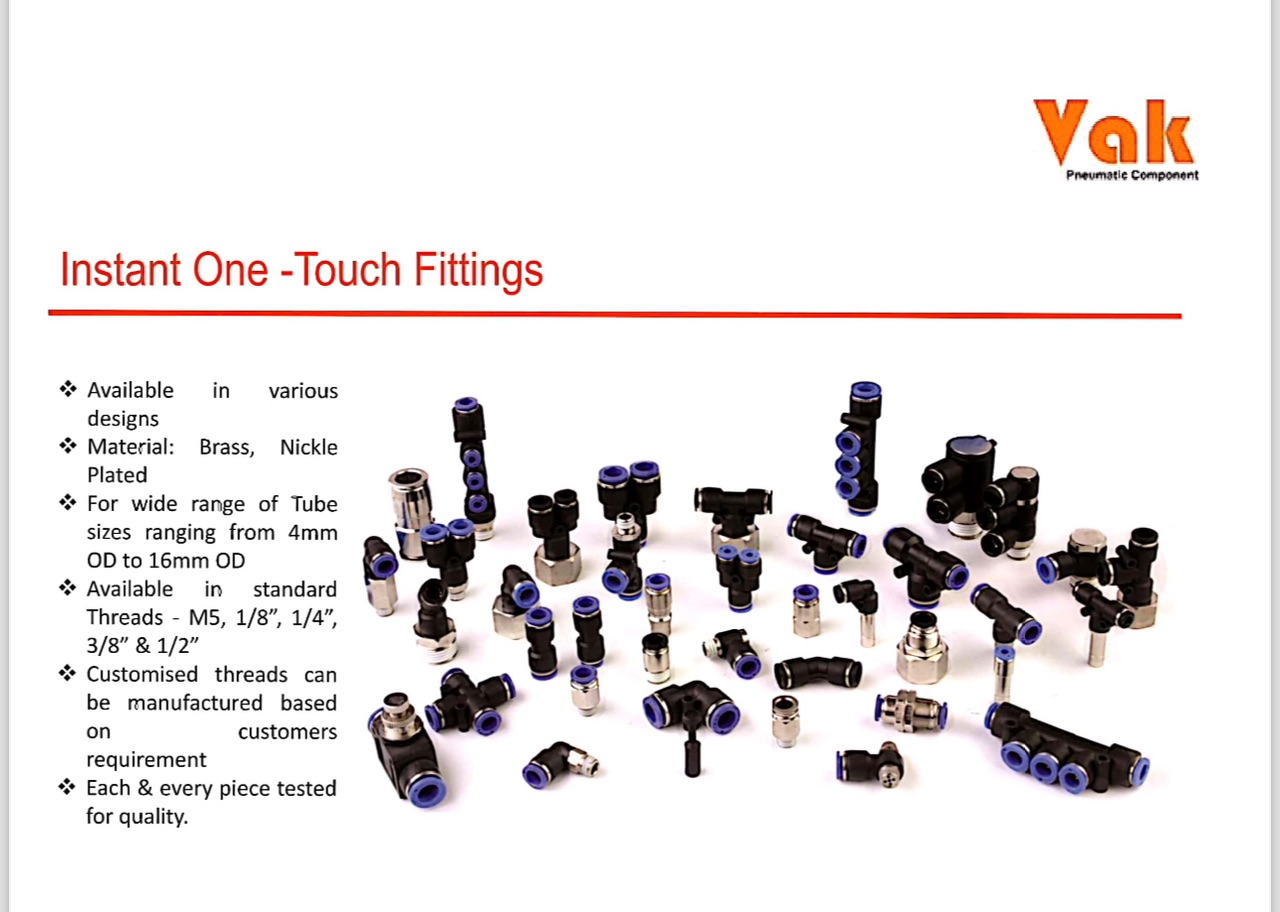 Vak
Pneumatic Component
Instant One -Touch Fittings
❖ Available in various
designs
❖ Material: Brass, Nickle
Plated
❖ For wide range of Tube
sizes ranging from 4mm
OD to 16mm OD
❖ Available in standard
Threads - M5, 1/8”, 1/4”,
3/8” & 1/2”
❖ Customised threads can
be manufactured based
on customers
requirement
❖ Each & every piece tested
for quality.